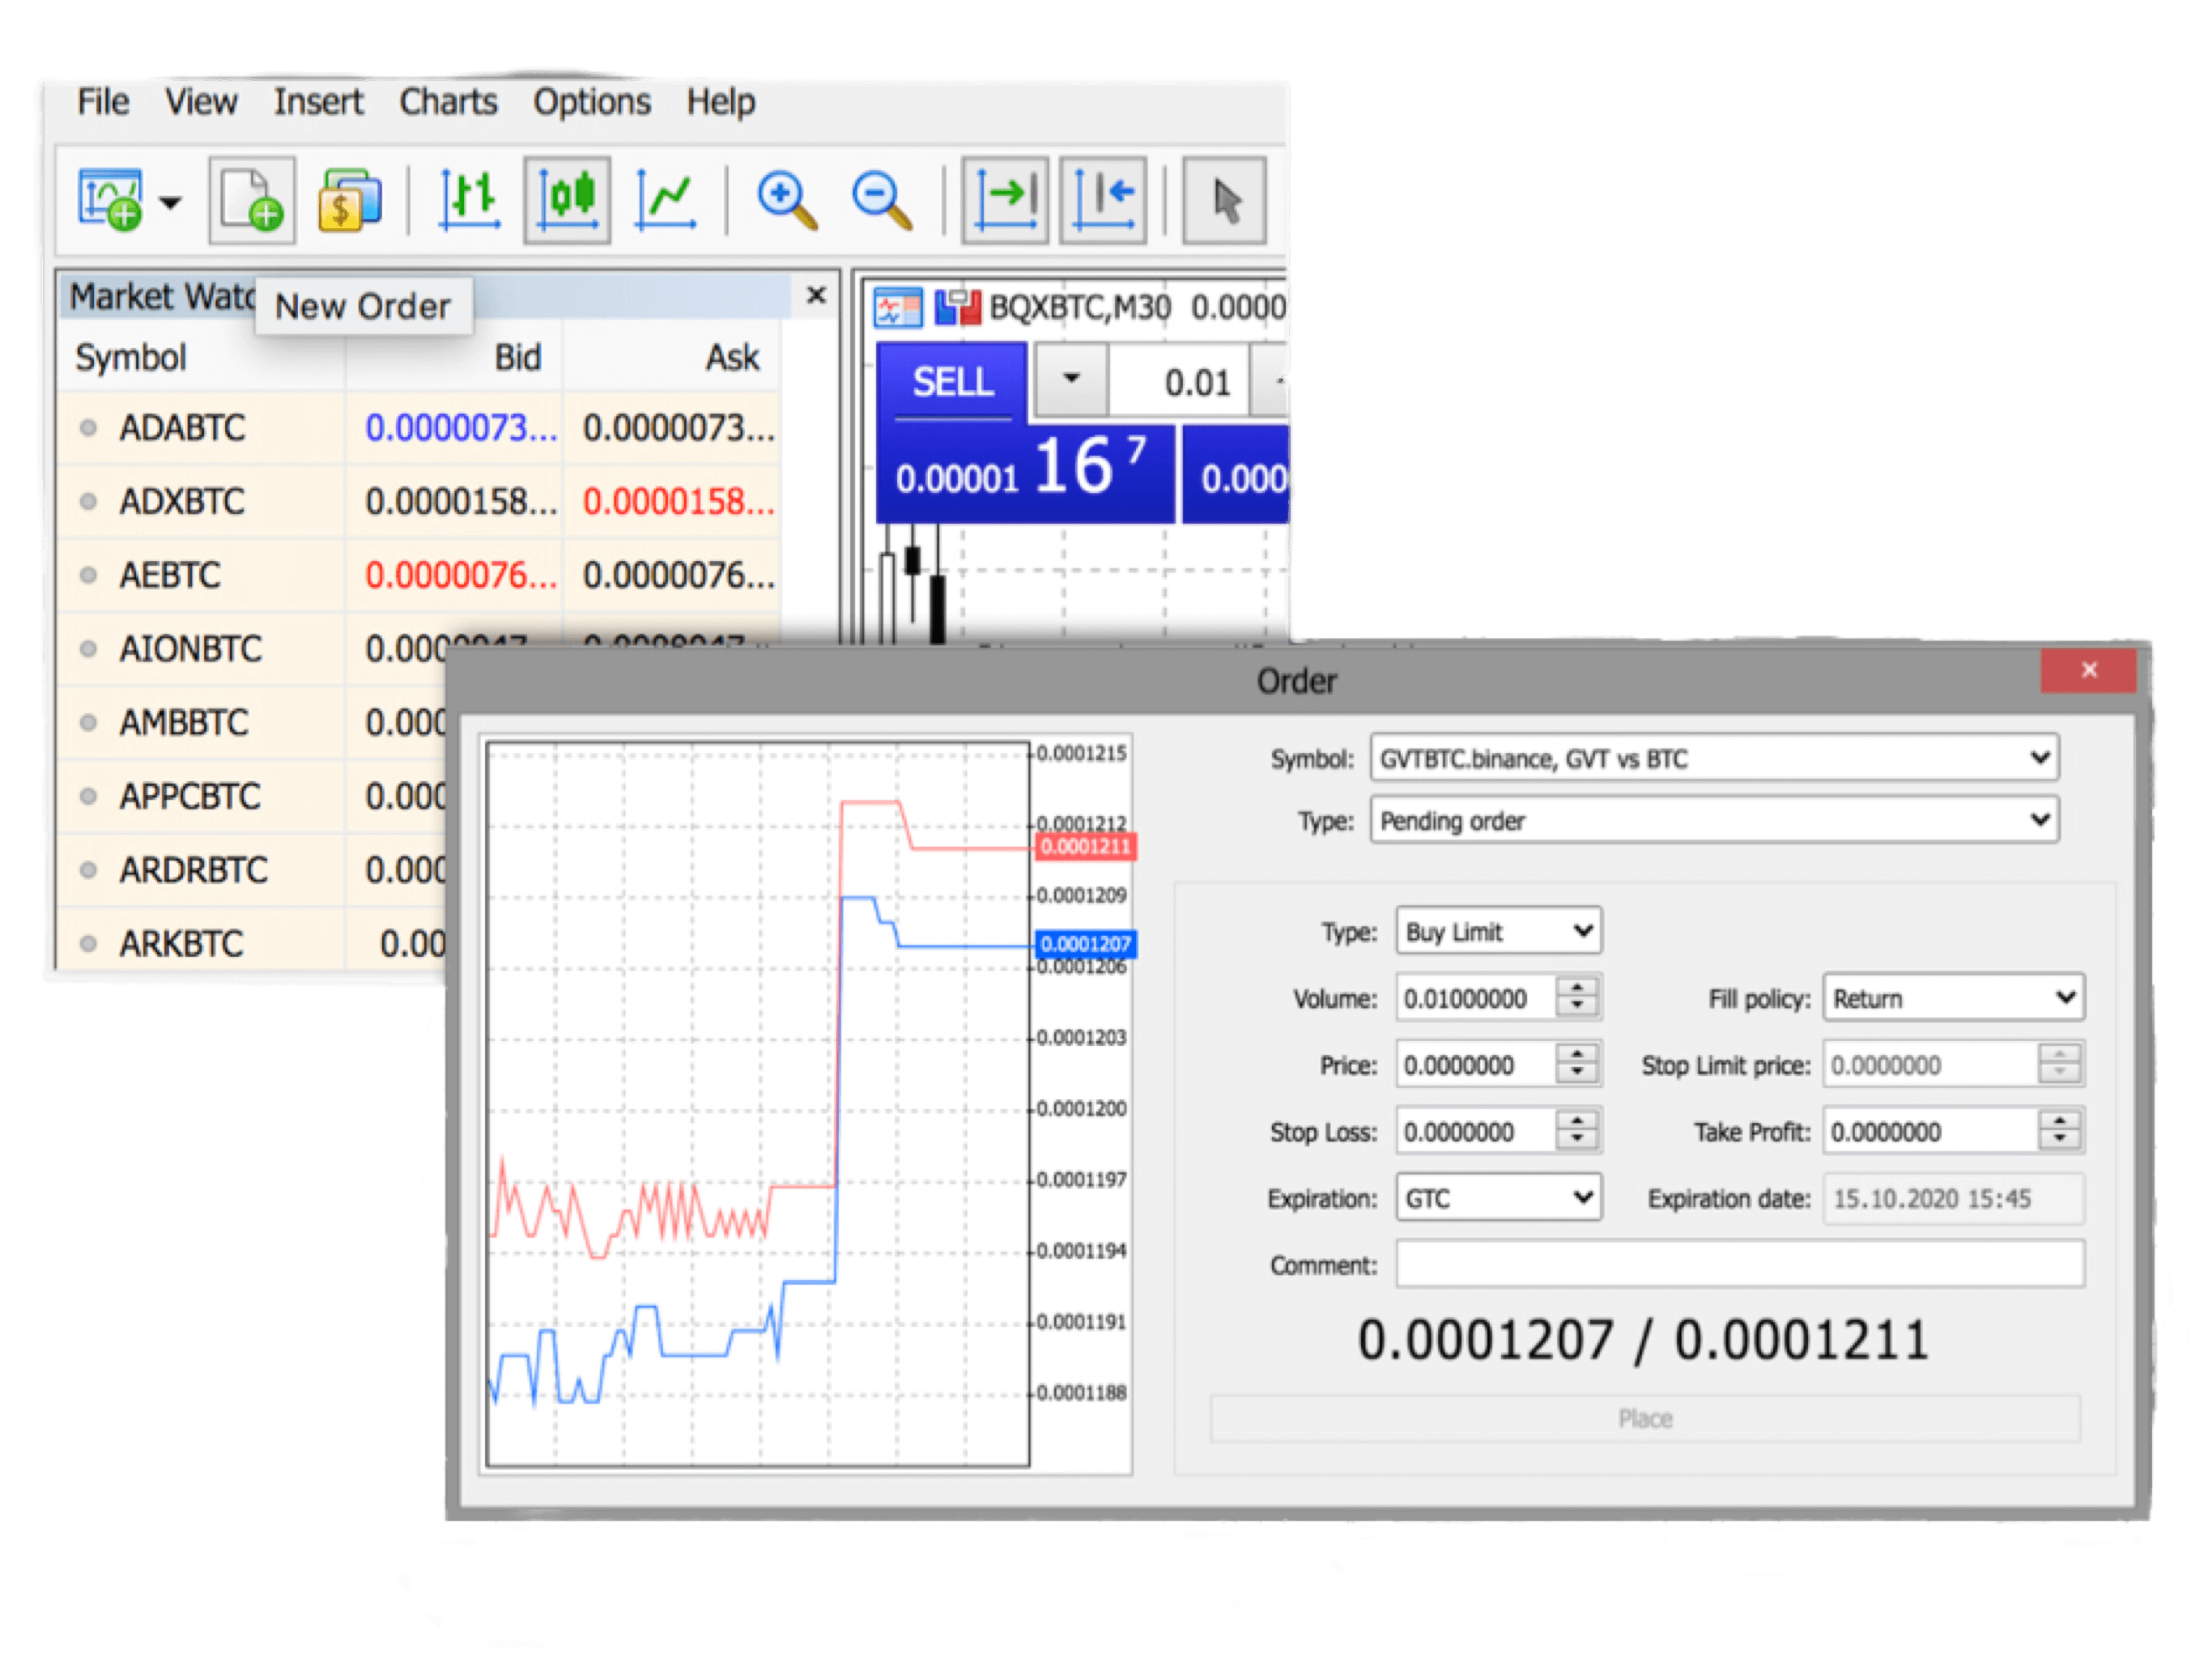 File View Insert Charts Options Help
$
Market Watc
New Order
Symbol Bid Ask
ADABTC 0.0000073... 0.0000073...
ADXBTC 0.0000158... 0.0000158...
AEBTC 0.0000076... 0.0000076...
AIONBTC 0.0000047 0.0000047
AMBBTC 0.000
APPCBTC 0.000
ARDRBTC 0.000
ARKBTC 0.00
BQXBTC,M30 0.0000
SELL 0.01
0.00001 16 7 0.000
Order
0.0001215
0.0001212
0.0001211
0.0001209
0.0001207
0.0001206
0.0001203
0.0001200
0.0001197
0.0001194
0.0001191
0.0001188
Symbol: GVTBTC.binance, GVT vs BTC
Type: Pending order
Type: Buy Limit
Volume: 0.01000000 Fill policy: Return
Price: 0.0000000 Stop Limit price: 0.0000000
Stop Loss: 0.0000000 Take Profit: 0.0000000
Expiration: GTC Expiration date: 15.10.2020 15:45
Comment:
0.0001207 / 0.0001211
Place